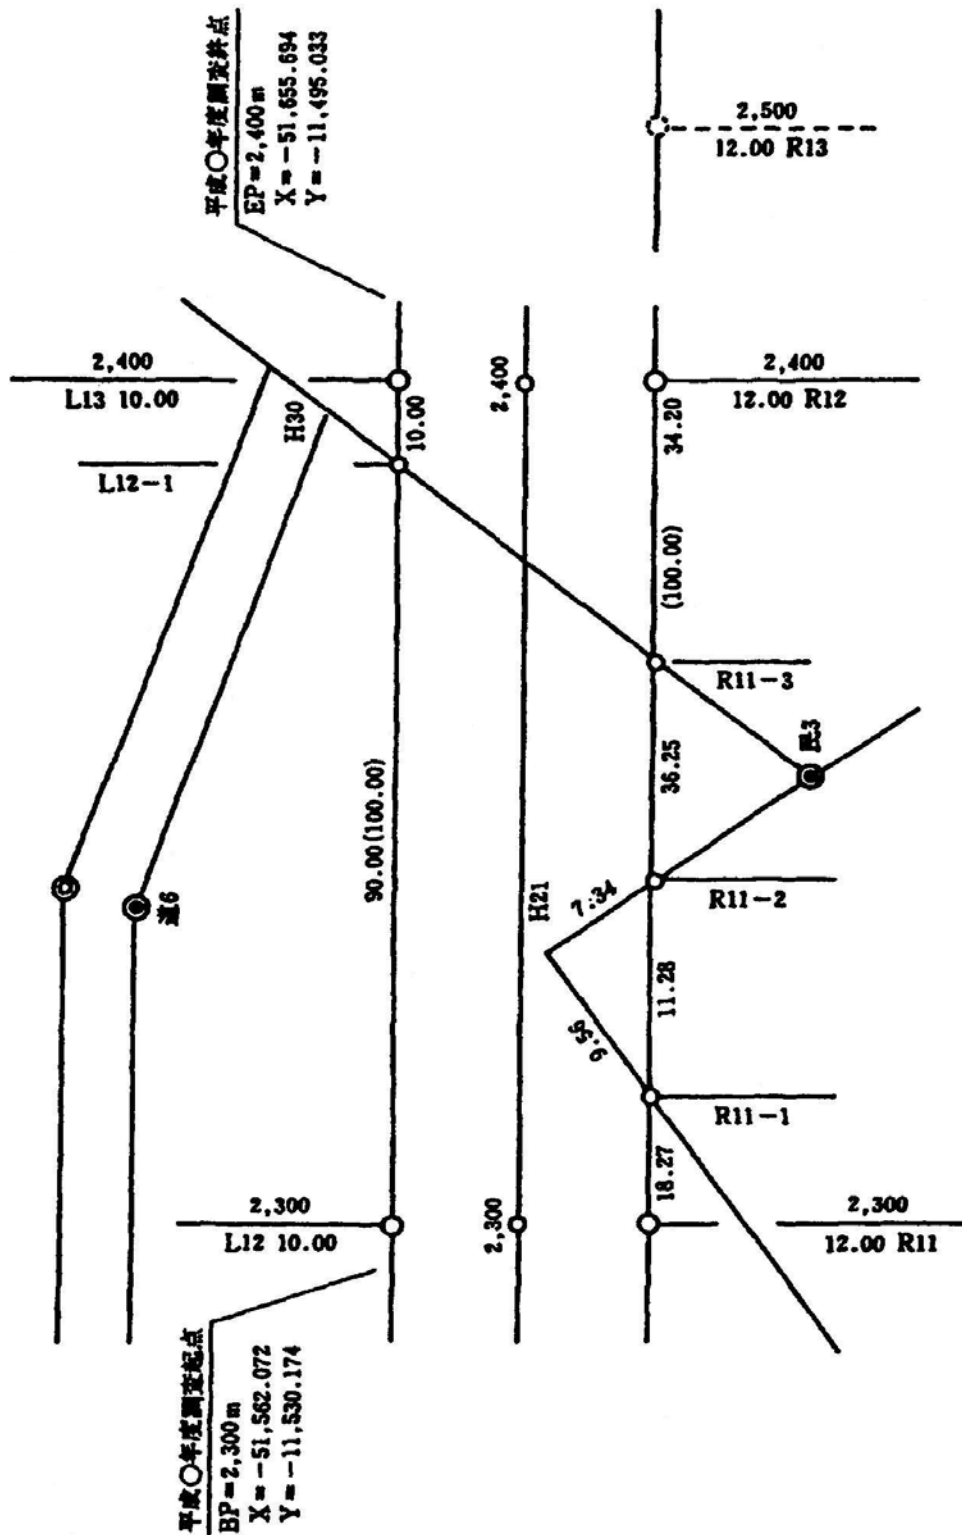 平成○年度調査終点
EP=2,400m
X=-51,655.694
Y=-11,495.033
2,500
12.00 R13
2,400
L13 10.00
H30
10.00
2,400
34.20
2,400
12.00 R12
L12-1
(100.00)
R11-3
90.00(100.00)
36.25
民3
道6
H21
7:34
R11-2
11.28
9.55
R11-1
18.27
2,300
L12 10.00
2,300
2,300
12.00 R11
平成○年度調査起点
BP=2,300m
X=-51,562.072
Y=-11,530.174